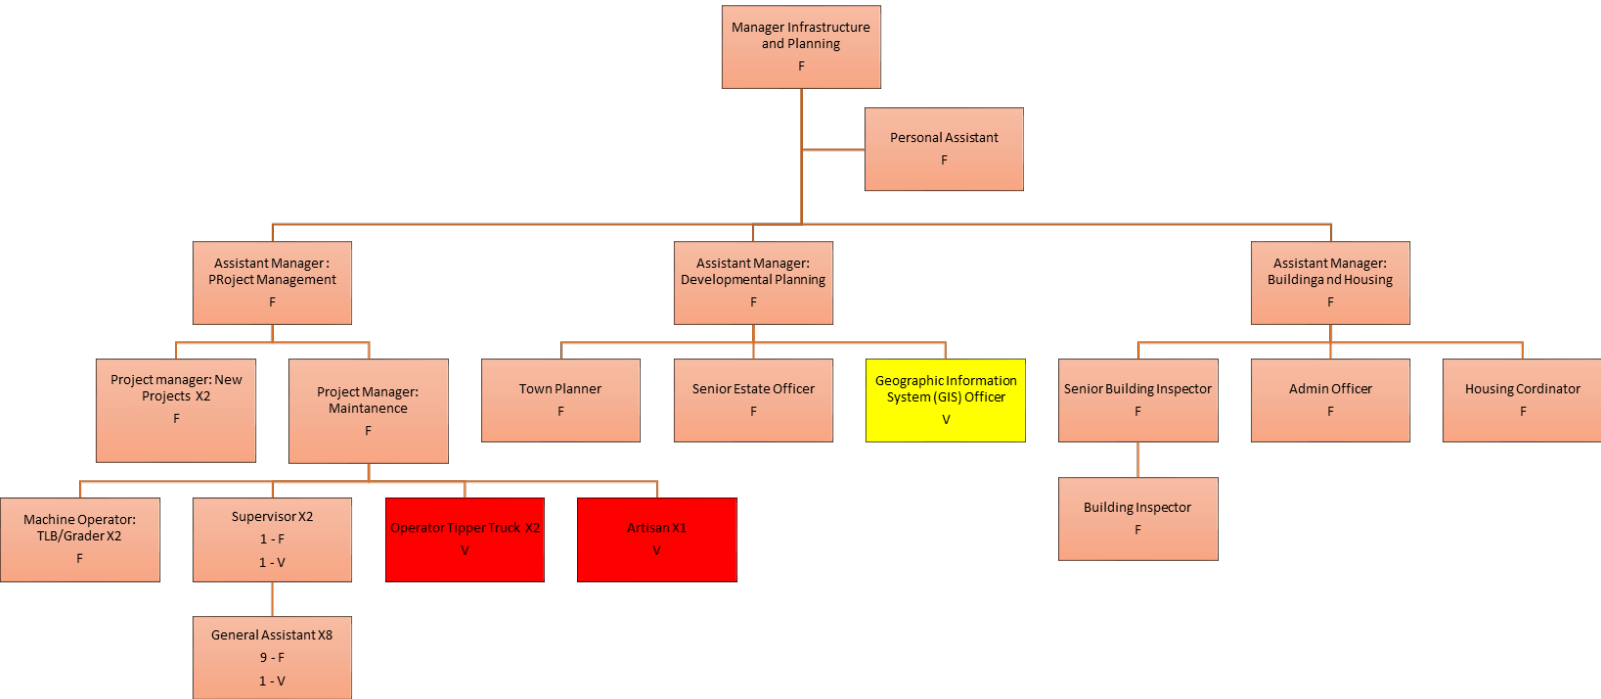 Manager Infrastructure
and Planning
F
Personal Assistant
F
Assistant Manager :
PRoject Management
F
Assistant Manager:
Developmental Planning
F
Assistant Manager:
Buildinga nd Housing
F
Project manager: New
Projects X2
F
Project Manager:
Maintanence
F
Town Planner
F
Senior Estate Officer
F
Geographic Information
System (GIS) Officer
V
Senior Building Inspector
F
Admin Officer
F
Housing Cordinator
F
Machine Operator:
TLB/Grader X2
F
Supervisor X2
1 - F
1 - V
Operator Tipper Truck X2
V
Artisan X1
V
Building Inspector
F
General Assistant X8
9 - F
1 - V